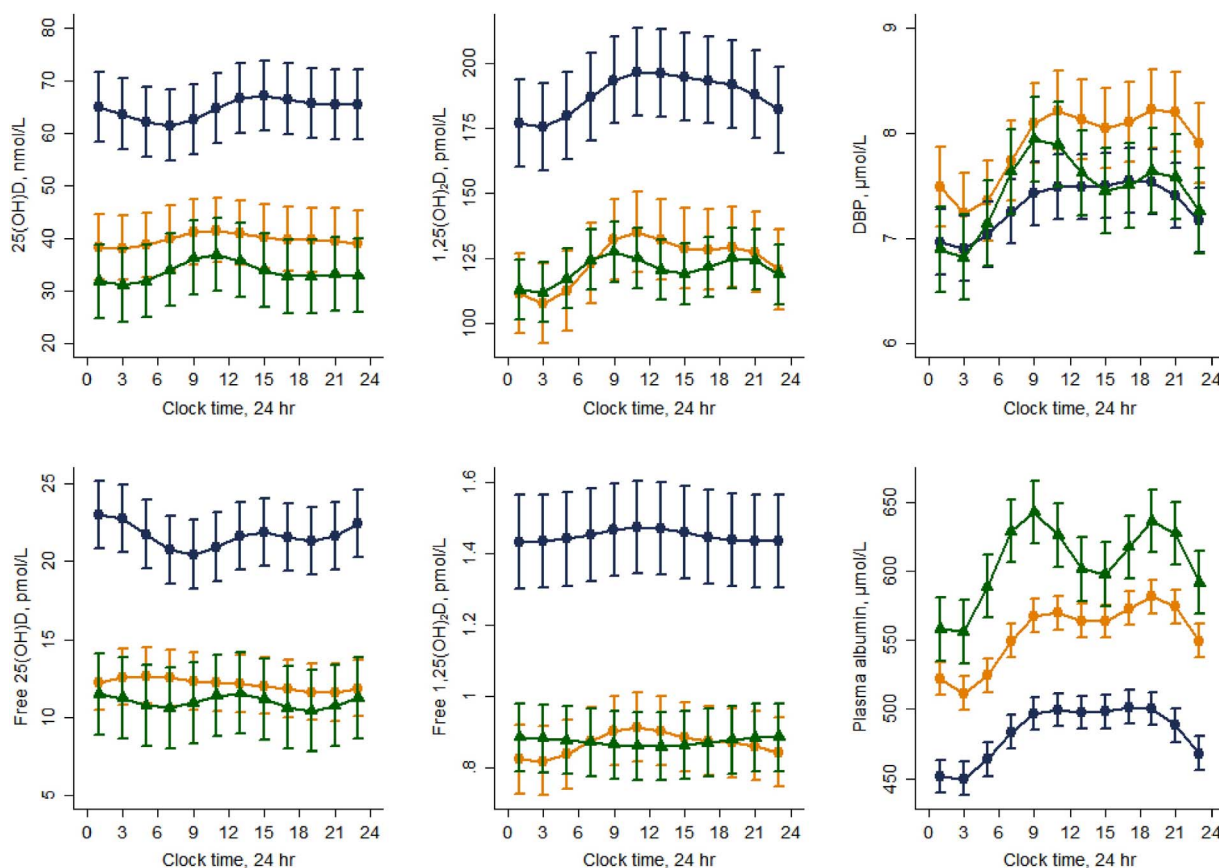 25(OH)D, nmol/L
80
70
60
50
40
30
20
0 3 6 9 12 15 18 21 24
Clock time, 24 hr
1,25(OH)₂D, pmol/L
200
175
150
125
100
0 3 6 9 12 15 18 21 24
Clock time, 24 hr
DBP, µmol/L
9
8
7
6
0 3 6 9 12 15 18 21 24
Clock time, 24 hr
Free 25(OH)D, pmol/L
25
20
15
10
5
0 3 6 9 12 15 18 21 24
Clock time, 24 hr
Free 1,25(OH)₂D, pmol/L
1.6
1.4
1.2
1
.8
0 3 6 9 12 15 18 21 24
Clock time, 24 hr
Plasma albumin, µmol/L
650
600
550
500
450
0 3 6 9 12 15 18 21 24
Clock time, 24 hr